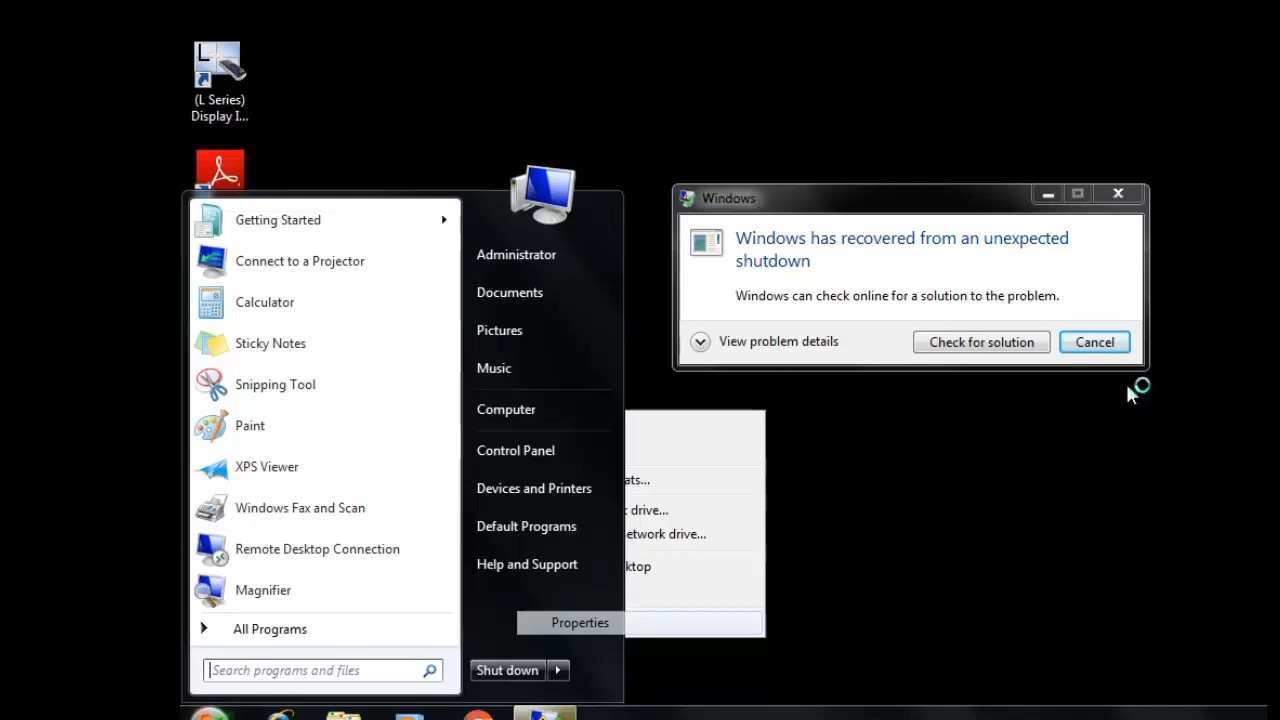 (L Series)
Display I...
Getting Started
Connect to a Projector
Calculator
Sticky Notes
Snipping Tool
Paint
XPS Viewer
Windows Fax and Scan
Remote Desktop Connection
Magnifier
All Programs
Search programs and files
Administrator
Documents
Pictures
Music
Computer
Control Panel
Devices and Printers
Default Programs
Help and Support
Properties
Shut down
ats...
t drive...
etwork drive...
ktop
Windows
Windows has recovered from an unexpected
shutdown
Windows can check online for a solution to the problem.
View problem details
Check for solution
Cancel